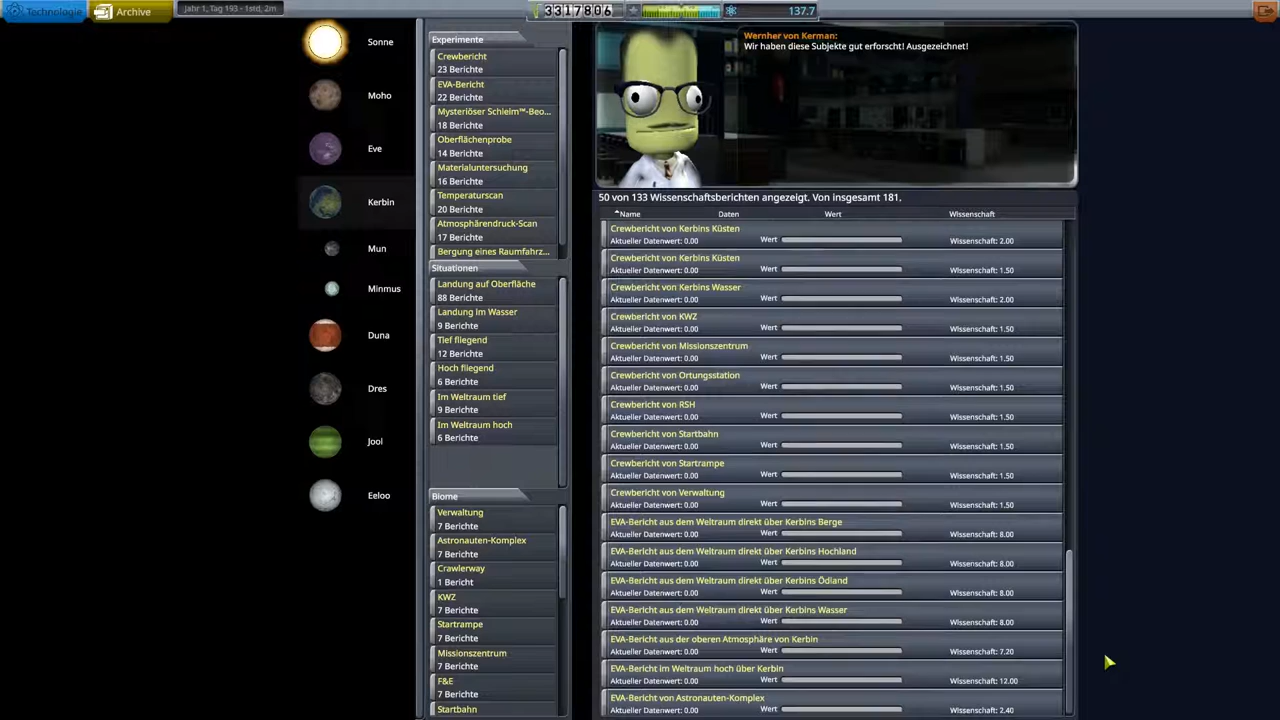 Technologie
Archive
Jahr 1, Tag 193 - 1std, 2m
3317806
137.7
Sonne
Moho
Eve
Kerbin
Mun
Minmus
Duna
Dres
Jool
Eeloo
Experimente
Crewbericht
23 Berichte
EVA-Bericht
22 Berichte
Mysteriöser Schleim™-Beo...
18 Berichte
Oberflächenprobe
14 Berichte
Materialuntersuchung
16 Berichte
Temperaturscan
20 Berichte
Atmosphärendruck-Scan
17 Berichte
Bergung eines Raumfahrz...
Situationen
Landung auf Oberfläche
88 Berichte
Landung im Wasser
9 Berichte
Tief fliegend
12 Berichte
Hoch fliegend
6 Berichte
Im Weltraum tief
9 Berichte
Im Weltraum hoch
6 Berichte
Biome
Verwaltung
7 Berichte
Astronauten-Komplex
7 Berichte
Crawlerway
1 Bericht
KWZ
7 Berichte
Startrampe
7 Berichte
Missionszentrum
7 Berichte
F&E
7 Berichte
Startbahn
Wernher von Kerman:
Wir haben diese Subjekte gut erforscht! Ausgezeichnet!
50 von 133 Wissenschaftsberichten angezeigt. Von insgesamt 181.
Name Daten Wert Wissenschaft
Crewbericht von Kerbins Küsten
Aktueller Datenwert: 0.00 Wert Wissenschaft: 2.00
Crewbericht von Kerbins Küsten
Aktueller Datenwert: 0.00 Wert Wissenschaft: 1.50
Crewbericht von Kerbins Wasser
Aktueller Datenwert: 0.00 Wert Wissenschaft: 2.00
Crewbericht von KWZ
Aktueller Datenwert: 0.00 Wert Wissenschaft: 1.50
Crewbericht von Missionszentrum
Aktueller Datenwert: 0.00 Wert Wissenschaft: 1.50
Crewbericht von Ortungsstation
Aktueller Datenwert: 0.00 Wert Wissenschaft: 1.50
Crewbericht von RSH
Aktueller Datenwert: 0.00 Wert Wissenschaft: 1.50
Crewbericht von Startbahn
Aktueller Datenwert: 0.00 Wert Wissenschaft: 1.50
Crewbericht von Startrampe
Aktueller Datenwert: 0.00 Wert Wissenschaft: 1.50
Crewbericht von Verwaltung
Aktueller Datenwert: 0.00 Wert Wissenschaft: 1.50
EVA-Bericht aus dem Weltraum direkt über Kerbins Berge
Aktueller Datenwert: 0.00 Wert Wissenschaft: 8.00
EVA-Bericht aus dem Weltraum direkt über Kerbins Hochland
Aktueller Datenwert: 0.00 Wert Wissenschaft: 8.00
EVA-Bericht aus dem Weltraum direkt über Kerbins Ödland
Aktueller Datenwert: 0.00 Wert Wissenschaft: 8.00
EVA-Bericht aus dem Weltraum direkt über Kerbins Wasser
Aktueller Datenwert: 0.00 Wert Wissenschaft: 8.00
EVA-Bericht aus der oberen Atmosphäre von Kerbin
Aktueller Datenwert: 0.00 Wert Wissenschaft: 7.20
EVA-Bericht im Weltraum hoch über Kerbin
Aktueller Datenwert: 0.00 Wert Wissenschaft: 12.00
EVA-Bericht von Astronauten-Komplex
Aktueller Datenwert: 0.00 Wert Wissenschaft: 2.40